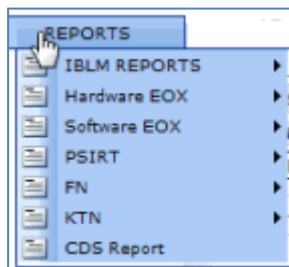 REPORTS
IBLM REPORTS
Hardware EOX
Software EOX
PSIRT
FN
KTN
CDS Report